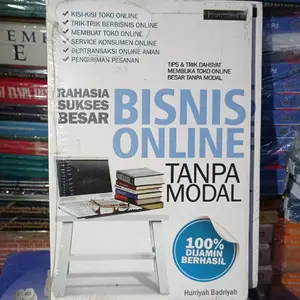 KISI-KISI TOKO ONLINE
TRIK-TRIK BERBISNIS ONLINE
MEMBUAT TOKO ONLINE
SERVICE KONSUMEN ONLINE
BERTRANSAKSI ONLINE AMAN
PENGIRIMAN PESANAN
TIPS & TRIK DAHSYAT
MEMBUKA TOKO ONLINE
BESAR TANPA MODAL
RAHASIA
SUKSES
BESAR
BISNIS
ONLINE
TANPA
MODAL
100%
DIJAMIN
BERHASIL
Hurriyah Badriyah